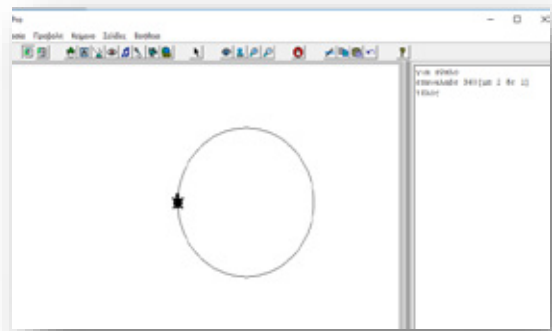 Pro
Προβολή Κείμενο Σελίδες Βοήθεια
για κύκλο
επανάλαβε 360[μπ 1 δε 1]
τέλος